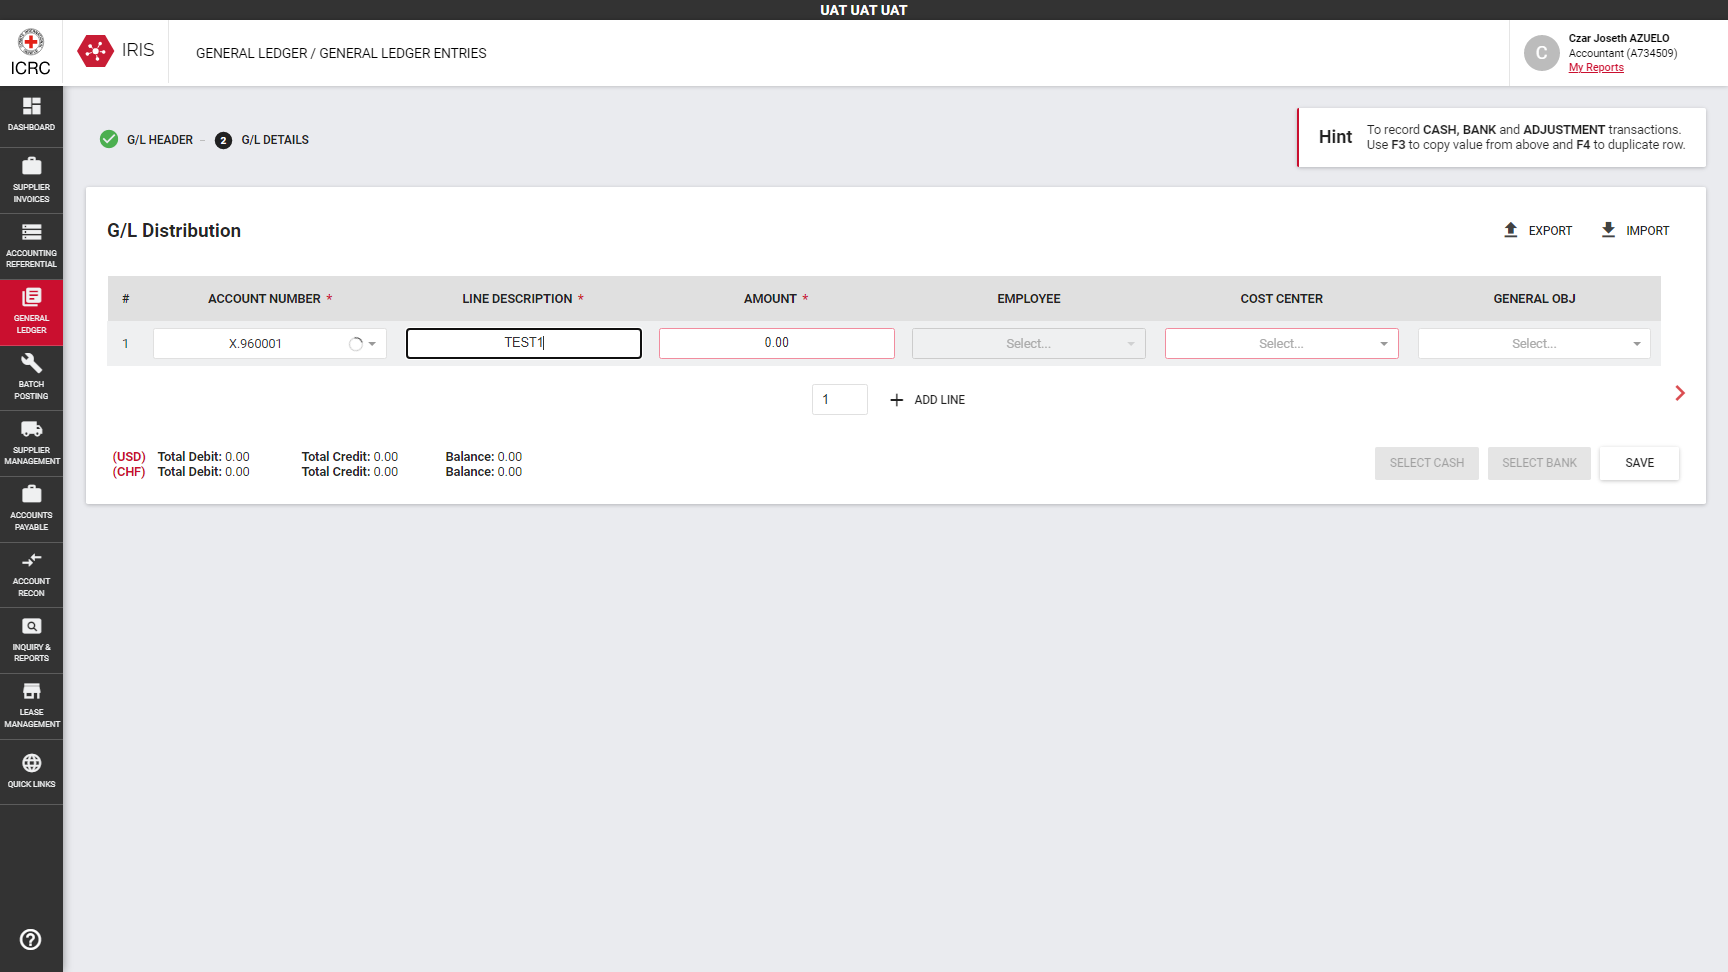 UAT UAT UAT
ICRC
IRIS
GENERAL LEDGER / GENERAL LEDGER ENTRIES
C
Czar Joseth AZUELO
Accountant (A734509)
My Reports
DASHBOARD
SUPPLIER
INVOICES
ACCOUNTING
REFERENTIAL
GENERAL
LEDGER
BATCH
POSTING
SUPPLIER
MANAGEMENT
ACCOUNTS
PAYABLE
ACCOUNT
RECON
INQUIRY &
REPORTS
LEASE
MANAGEMENT
QUICK LINKS
G/L HEADER – 2 G/L DETAILS
Hint
To record CASH, BANK and ADJUSTMENT transactions.
Use F3 to copy value from above and F4 to duplicate row.
G/L Distribution
EXPORT IMPORT
# ACCOUNT NUMBER * LINE DESCRIPTION * AMOUNT * EMPLOYEE COST CENTER GENERAL OBJ
1 X.960001 TEST1 0.00 Select... Select... Select...
1 + ADD LINE
(USD) Total Debit: 0.00 Total Credit: 0.00 Balance: 0.00
(CHF) Total Debit: 0.00 Total Credit: 0.00 Balance: 0.00
SELECT CASH SELECT BANK SAVE